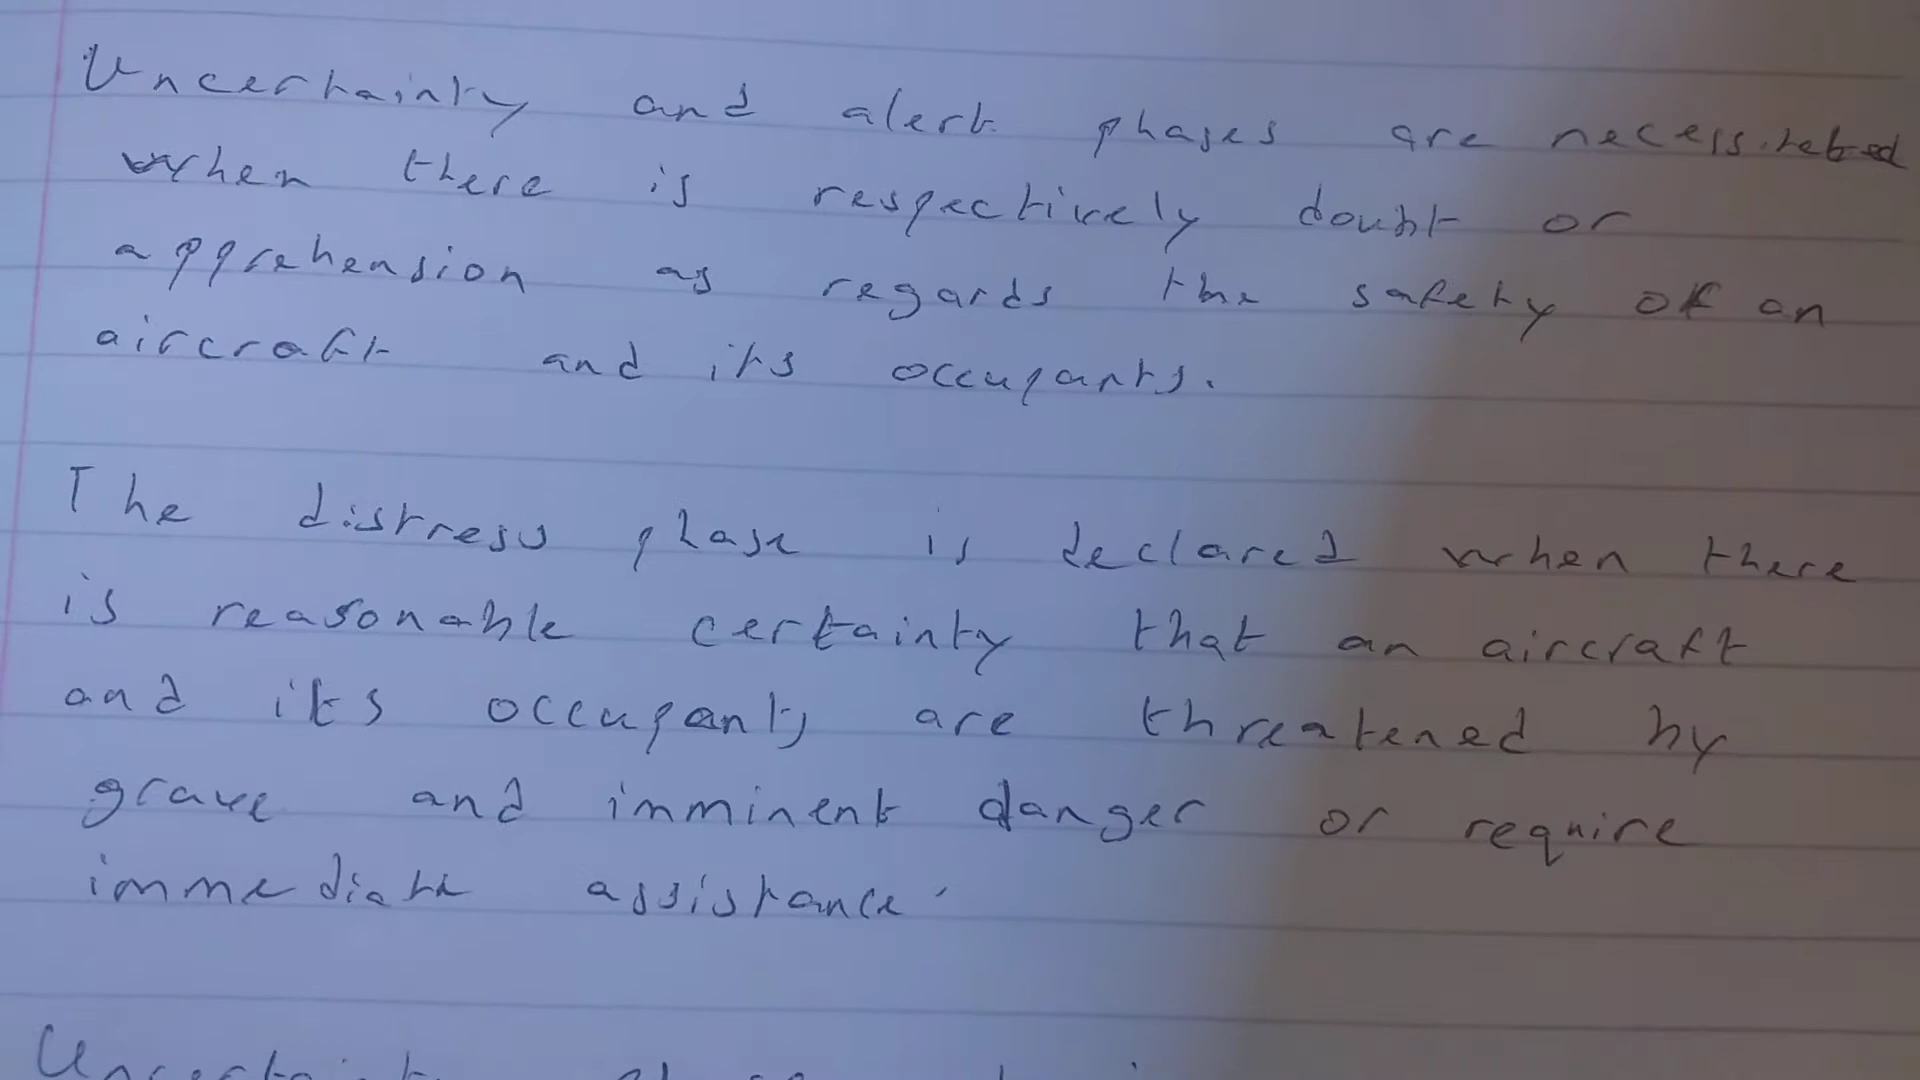 Uncertainty and alert phases are necessitated
when there is respectively doubt or
apprehension as regards the safety of an
aircraft and its occupants.
The distress phase is declared when there
is reasonable certainty that an aircraft
and its occupants are threatened by
grave and imminent danger or require
immediate assistance.